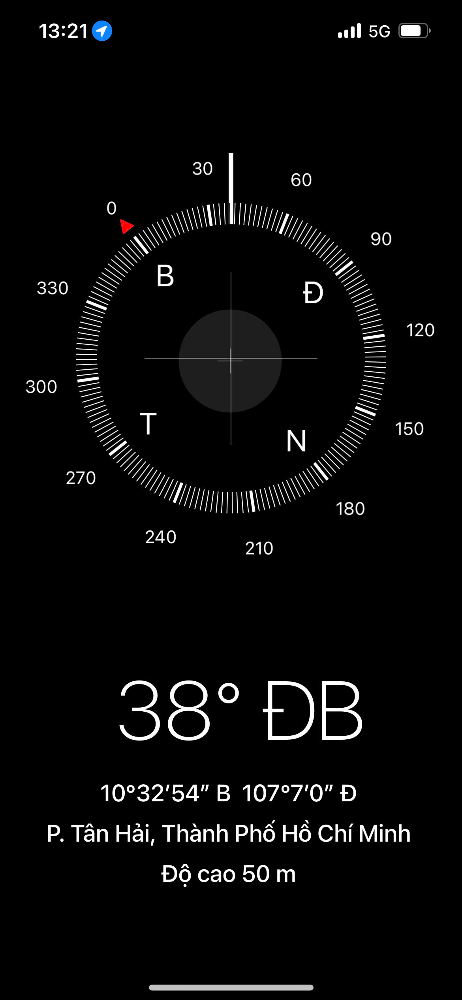 13:21 5G
30
60
0
90
B
Đ
330
120
300
T
150
N
270
180
240
210
38° ĐB
10°32’54” B 107°7’0” Đ
P. Tân Hải, Thành Phố Hồ Chí Minh
Độ cao 50 m